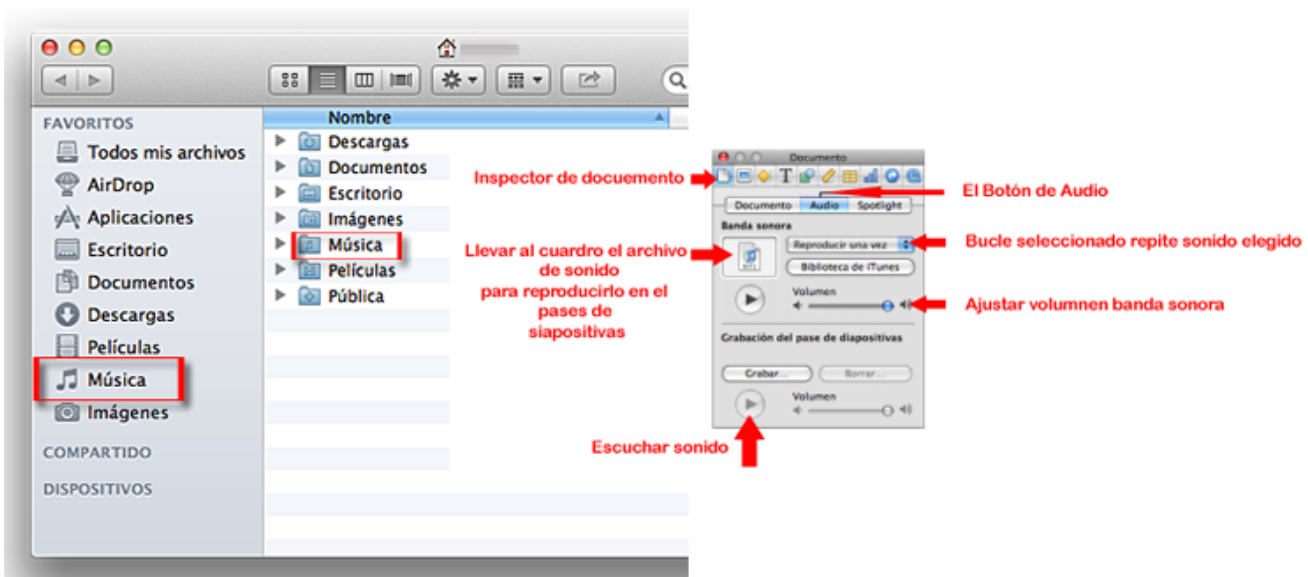 FAVORITOS
Todos mis archivos
AirDrop
Aplicaciones
Escritorio
Documentos
Descargas
Películas
Música
Imágenes
COMPARTIDO
DISPOSITIVOS
Nombre
Descargas
Documentos
Escritorio
Imágenes
Música
Películas
Pública
Inspector de docuemento
Llevar al cuardro el archivo
de sonido
para reproducirlo en el
pases de
siapositivas
Escuchar sonido
Documento
Documento Audio Spotlight
Banda sonora
Reproducir una vez
Biblioteca de iTunes
Volumen
Grabación del pase de diapositivas
Grabar... Borrar...
Volumen
El Botón de Audio
Bucle seleccionado repite sonido elegido
Ajustar volumnen banda sonora